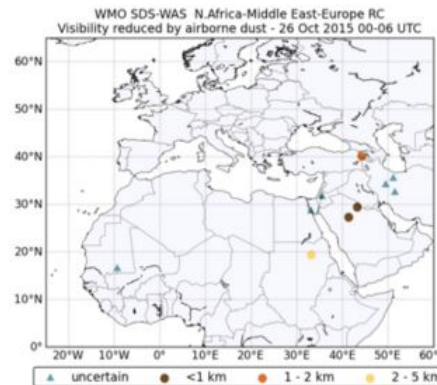 WMO SDS-WAS N.Africa-Middle East-Europe RC
Visibility reduced by airborne dust - 26 Oct 2015 00-06 UTC
60°N
50°N
40°N
30°N
20°N
10°N
0°
20°W 10°W 0° 10°E 20°E 30°E 40°E 50°E 60°E
uncertain <1 km 1 - 2 km 2 - 5 km